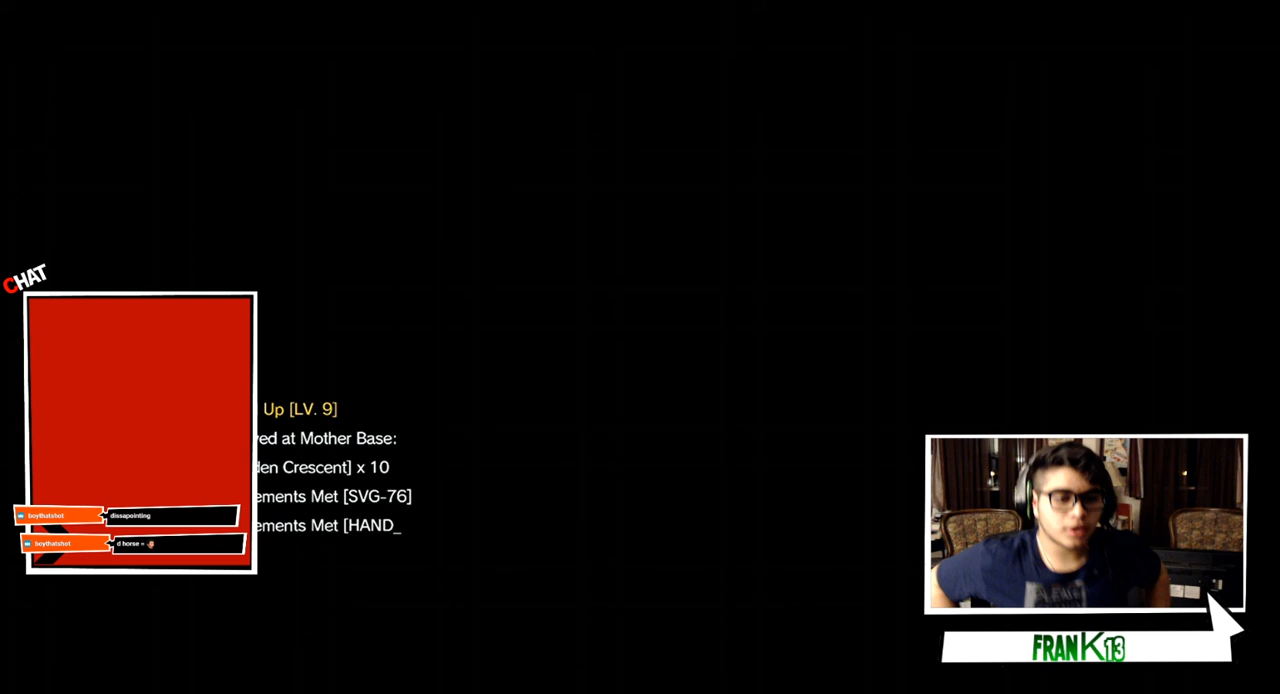 CHAT
Up [LV. 9]
ved at Mother Base:
den Crescent] x 10
ements Met [SVG-76]
boythatshot dissapointing
ements Met [HAND_
boythatshot d horse =
FRANK13